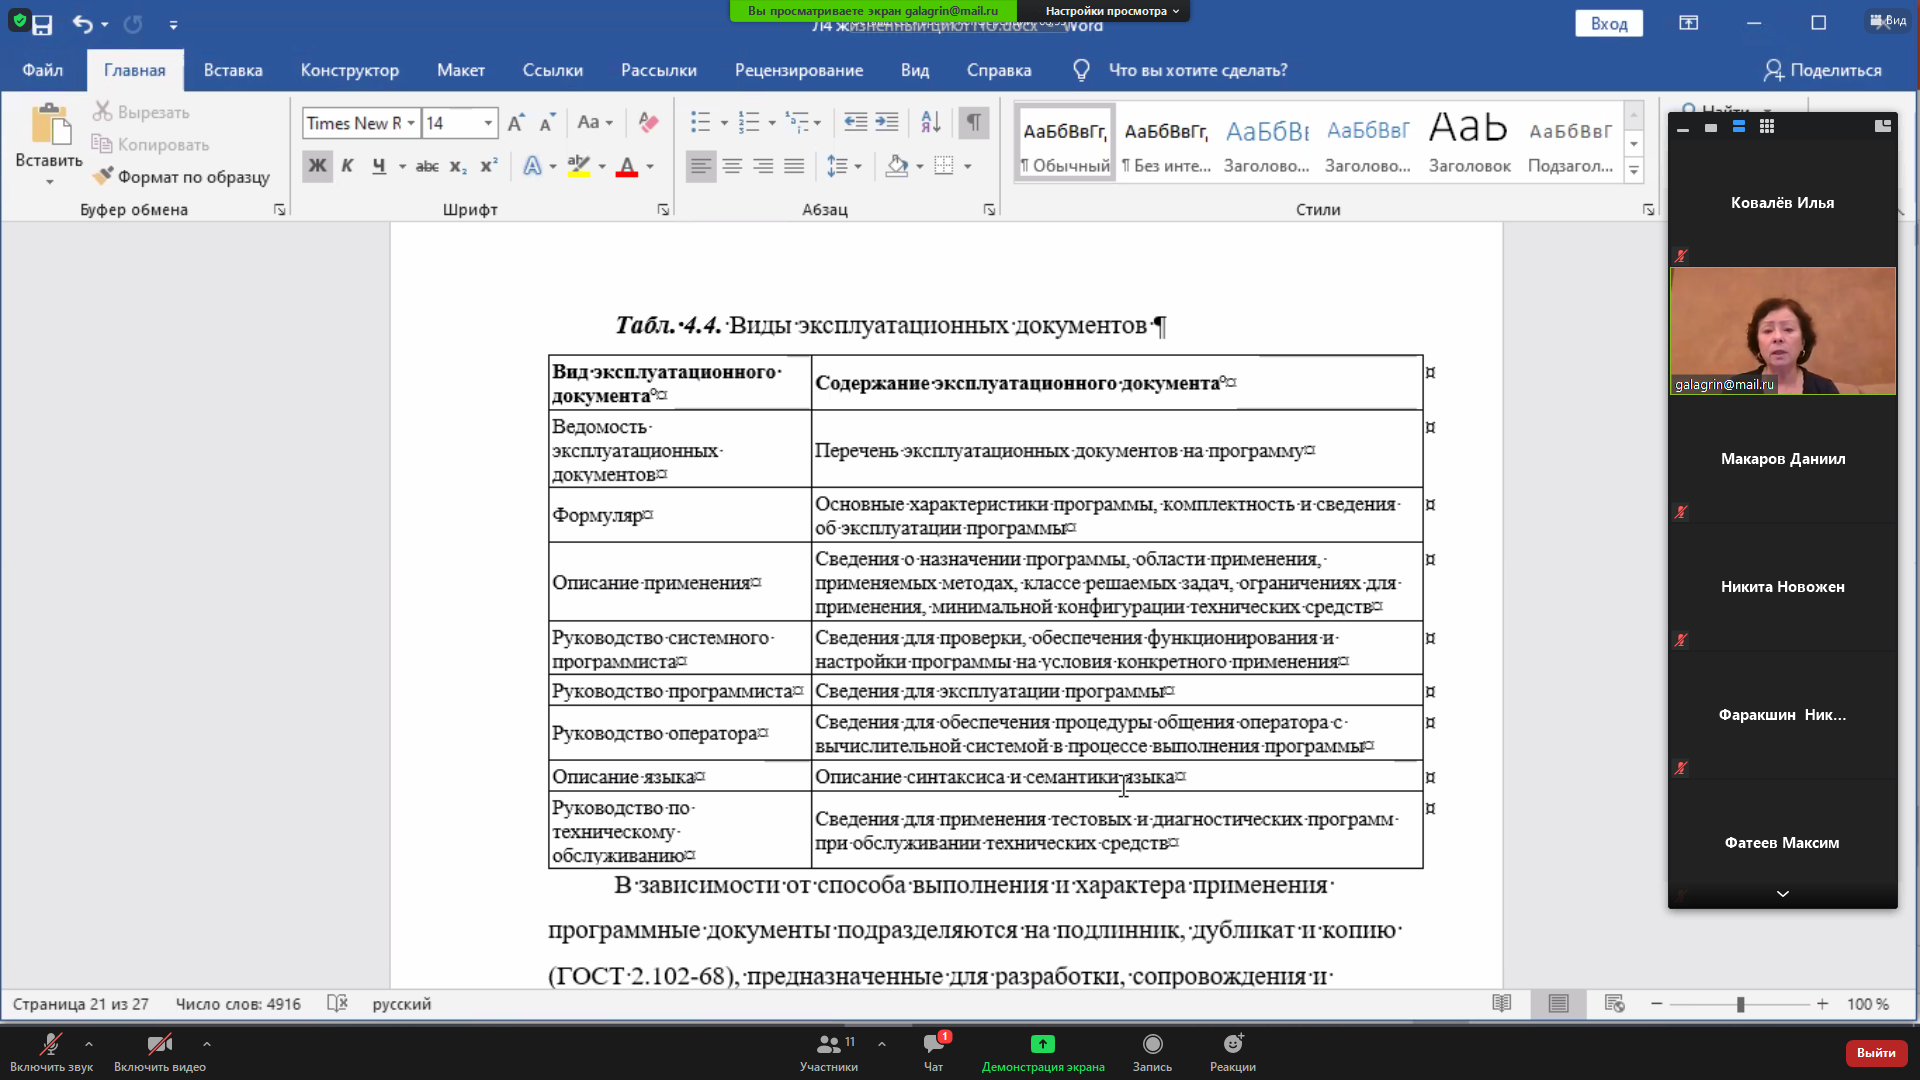 Вы просматриваете экран galagrin@mail.ru
Настройки просмотра
Л4 жизненный цикл ПО.docx - Word
Вход
Вид
Файл Главная Вставка Конструктор Макет Ссылки Рассылки Рецензирование Вид Справка Что вы хотите сделать? Поделиться
Вставить
Вырезать
Копировать
Формат по образцу
Буфер обмена
Times New R 14
Шрифт
Абзац
АаБбВвГг, АаБбВвГг, АаБбВ АаБбВвГ АаЬ АаБбВвГ
¶ Обычный ¶ Без инте... Заголово... Заголово... Заголовок Подзагол...
Стили
Найти
Табл. 4.4. Виды эксплуатационных документов ¶
Вид эксплуатационного
документа
Содержание эксплуатационного документа
Ведомость
эксплуатационных
документов
Перечень эксплуатационных документов на программу
Формуляр
Основные характеристики программы, комплектность и сведения
об эксплуатации программы
Описание применения
Сведения о назначении программы, области применения,
применяемых методах, классе решаемых задач, ограничениях для
применения, минимальной конфигурации технических средств
Руководство системного
программиста
Сведения для проверки, обеспечения функционирования и
настройки программы на условия конкретного применения
Руководство программиста
Сведения для эксплуатации программы
Руководство оператора
Сведения для обеспечения процедуры общения оператора с
вычислительной системой в процессе выполнения программы
Описание языка
Описание синтаксиса и семантики языка
Руководство по
техническому
обслуживанию
Сведения для применения тестовых и диагностических программ
при обслуживании технических средств
В зависимости от способа выполнения и характера применения
программные документы подразделяются на подлинник, дубликат и копию
(ГОСТ 2.102-68), предназначенные для разработки, сопровождения и
Ковалёв Илья
galagrin@mail.ru
Макаров Даниил
Никита Новожен
Фаракшин Ник...
Фатеев Максим
Страница 21 из 27 Число слов: 4916 русский
100 %
Включить звук
Включить видео
Участники 11
Чат 1
Демонстрация экрана
Запись
Реакции
Выйти